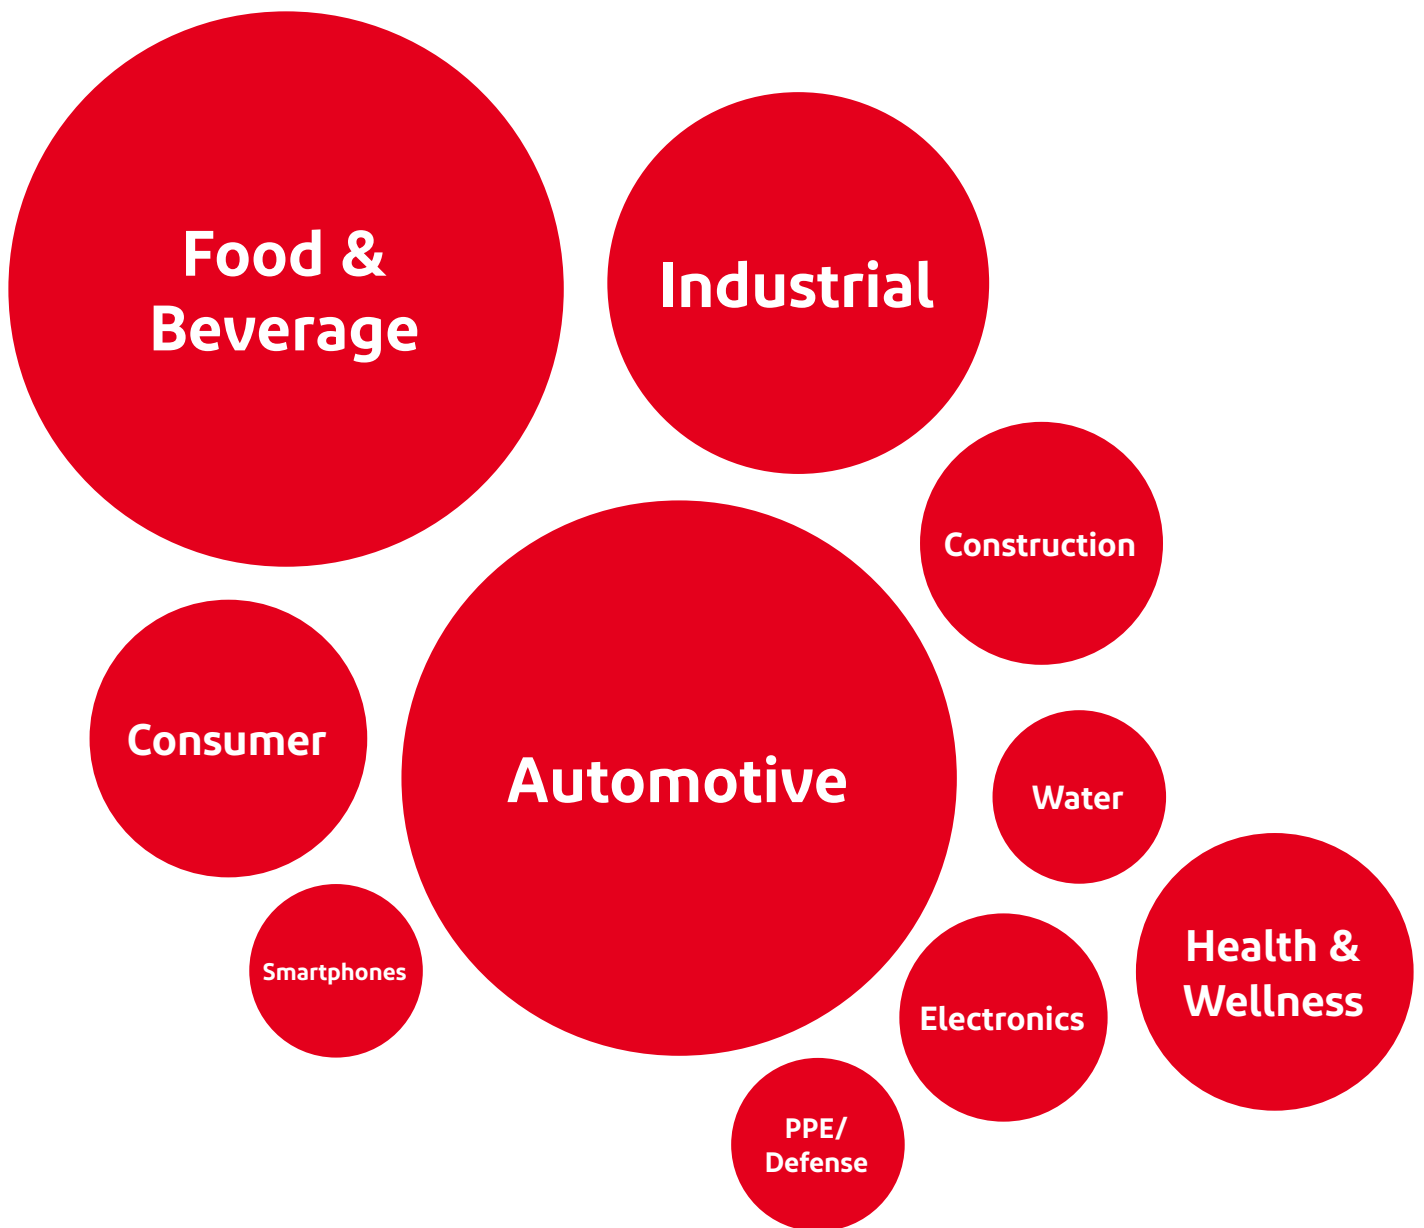 Food &
Beverage
Industrial
Construction
Consumer
Automotive
Water
Health &
Wellness
Smartphones
Electronics
PPE/
Defense